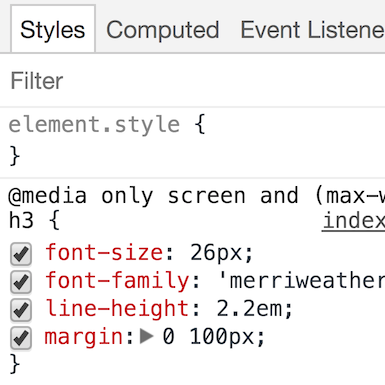 Styles Computed Event Listene
Filter
element.style {
}
@media only screen and (max-w
h3 { index
font-size: 26px;
font-family: 'merriweather
line-height: 2.2em;
margin: 0 100px;
}